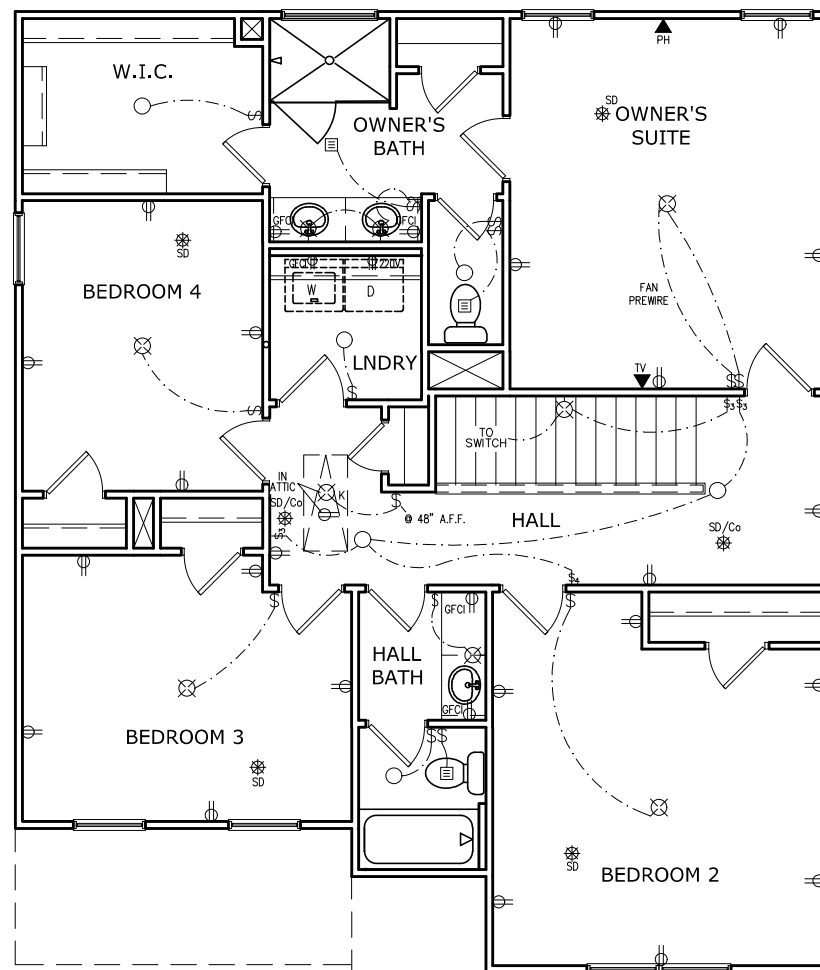 PH
W.I.C.
SD
OWNER'S
SUITE
OWNER'S
BATH
$
$
GFCI
GFCI
$$
SD
GFCI
220V
BEDROOM 4
W
D
FAN
PREWIRE
LNDRY
TV
$$
$
$
$3
$3
TO
SWITCH
IN
ATTIC
K
SD/Co
$
@ 48" A.F.F.
HALL
SD/Co
$3
$4
$
$
$
GFCI
HALL
BATH
GFCI
BEDROOM 3
$$
SD
SD
BEDROOM 2